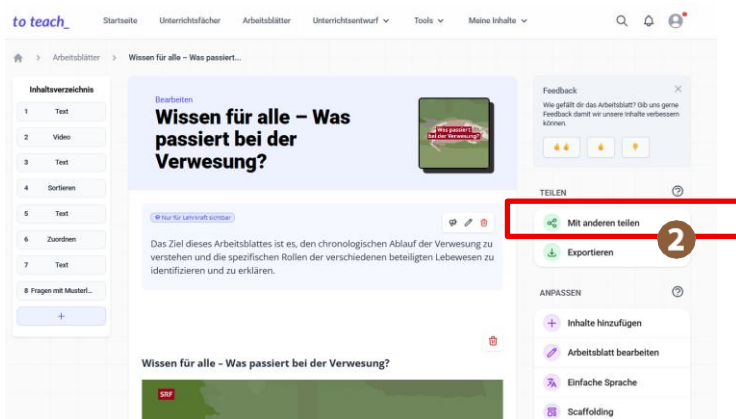 to teach_
Startseite
Unterrichtsfächer
Arbeitsblätter
Unterrichtsentwurf
Tools
Meine Inhalte
Arbeitsblätter
Wissen für alle – Was passiert...
Inhaltsverzeichnis
1 Text
2 Video
3 Text
4 Sortieren
5 Text
6 Zuordnen
7 Text
8 Fragen mit Musterl...
+
Bearbeiten
Wissen für alle – Was
passiert bei der
Verwesung?
Was passiert
bei der Verwesung?
Nur für Lehrkraft sichtbar
Das Ziel dieses Arbeitsblattes ist es, den chronologischen Ablauf der Verwesung zu
verstehen und die spezifischen Rollen der verschiedenen beteiligten Lebewesen zu
identifizieren und zu erklären.
Wissen für alle – Was passiert bei der Verwesung?
SRF
Feedback
Wie gefällt dir das Arbeitsblatt? Gib uns gerne
Feedback damit wir unsere Inhalte verbessern
können.
TEILEN
Mit anderen teilen
2
Exportieren
ANPASSEN
Inhalte hinzufügen
Arbeitsblatt bearbeiten
Einfache Sprache
Scaffolding